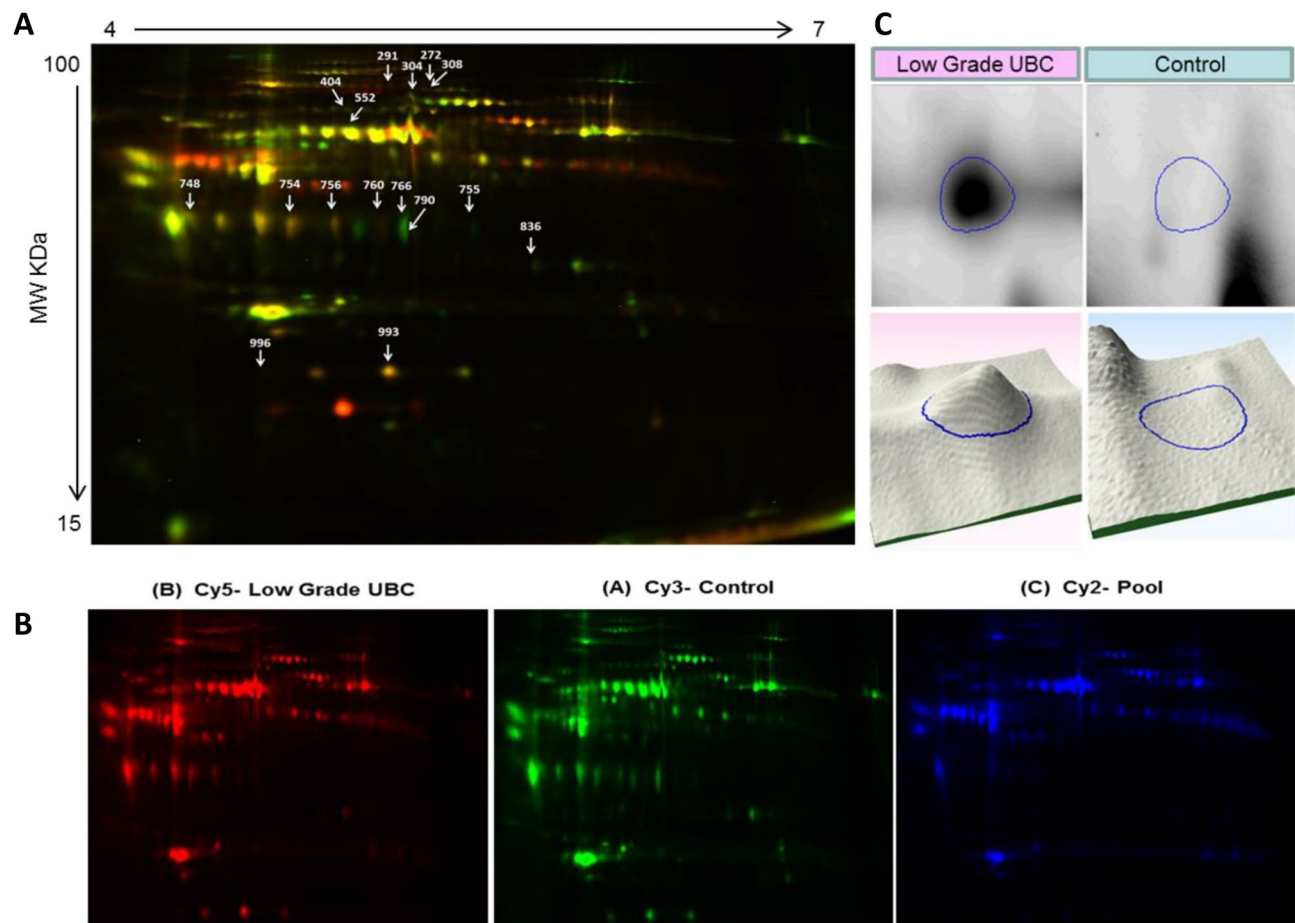 A
4
7
C
100
291
272
304
308
404
552
Low Grade UBC
Control
748
754
756
760
766
755
790
836
MW KDa
996
993
15
(B) Cy5- Low Grade UBC
(A) Cy3- Control
(C) Cy2- Pool
B